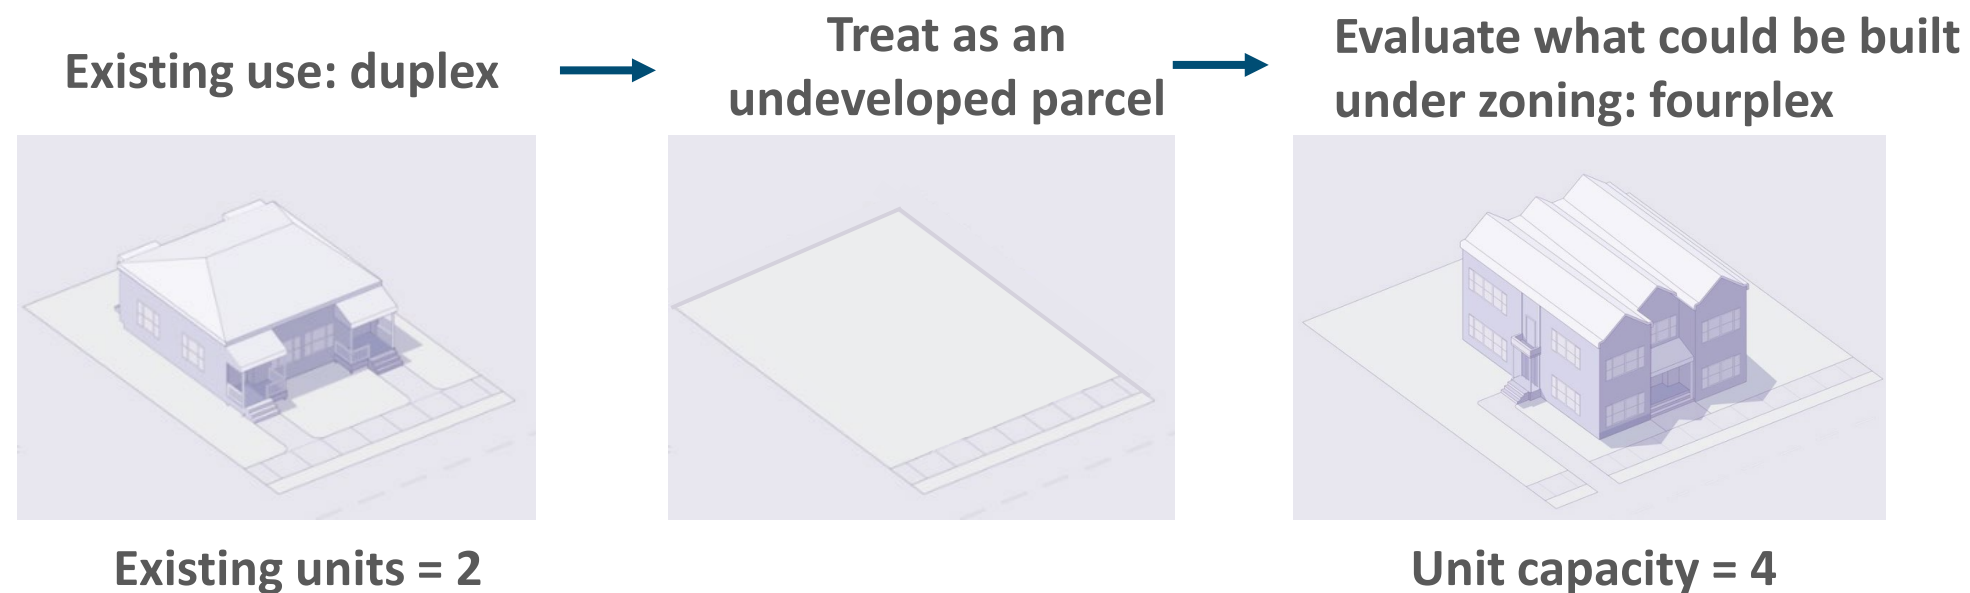 Existing use: duplex
Treat as an
undeveloped parcel
Evaluate what could be built
under zoning: fourplex
Existing units = 2
Unit capacity = 4